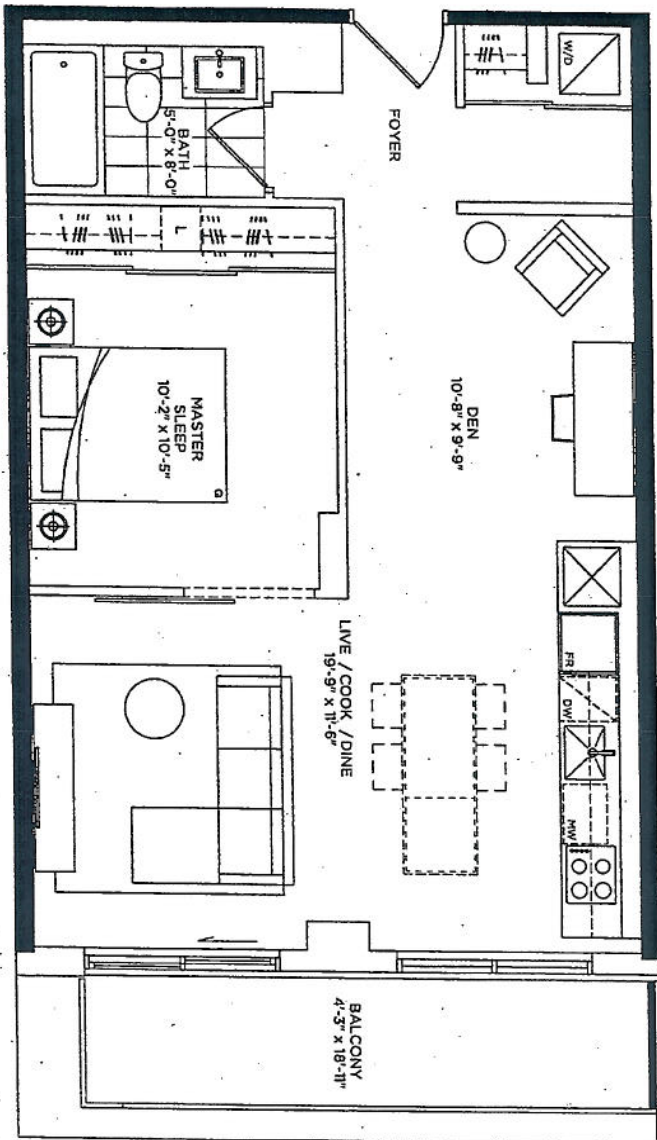 W/D
FOYER
BATH
5'-0" x 8'-0"
L
DEN
10'-8" x 9'-9"
MASTER
SLEEP
10'-2" x 10'-5"
Q
FR
DW
MW
LIVE / COOK / DINE
19'-9" x 11'-6"
BALCONY
4'-3" x 18'-11"